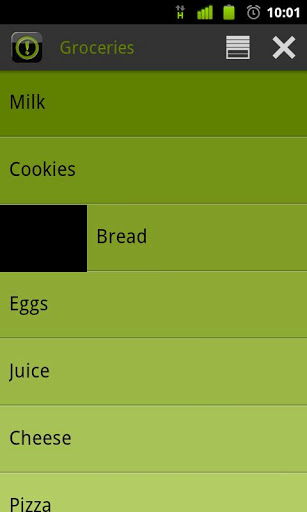 H 10:01
Groceries
Milk
Cookies
Bread
Eggs
Juice
Cheese
Pizza